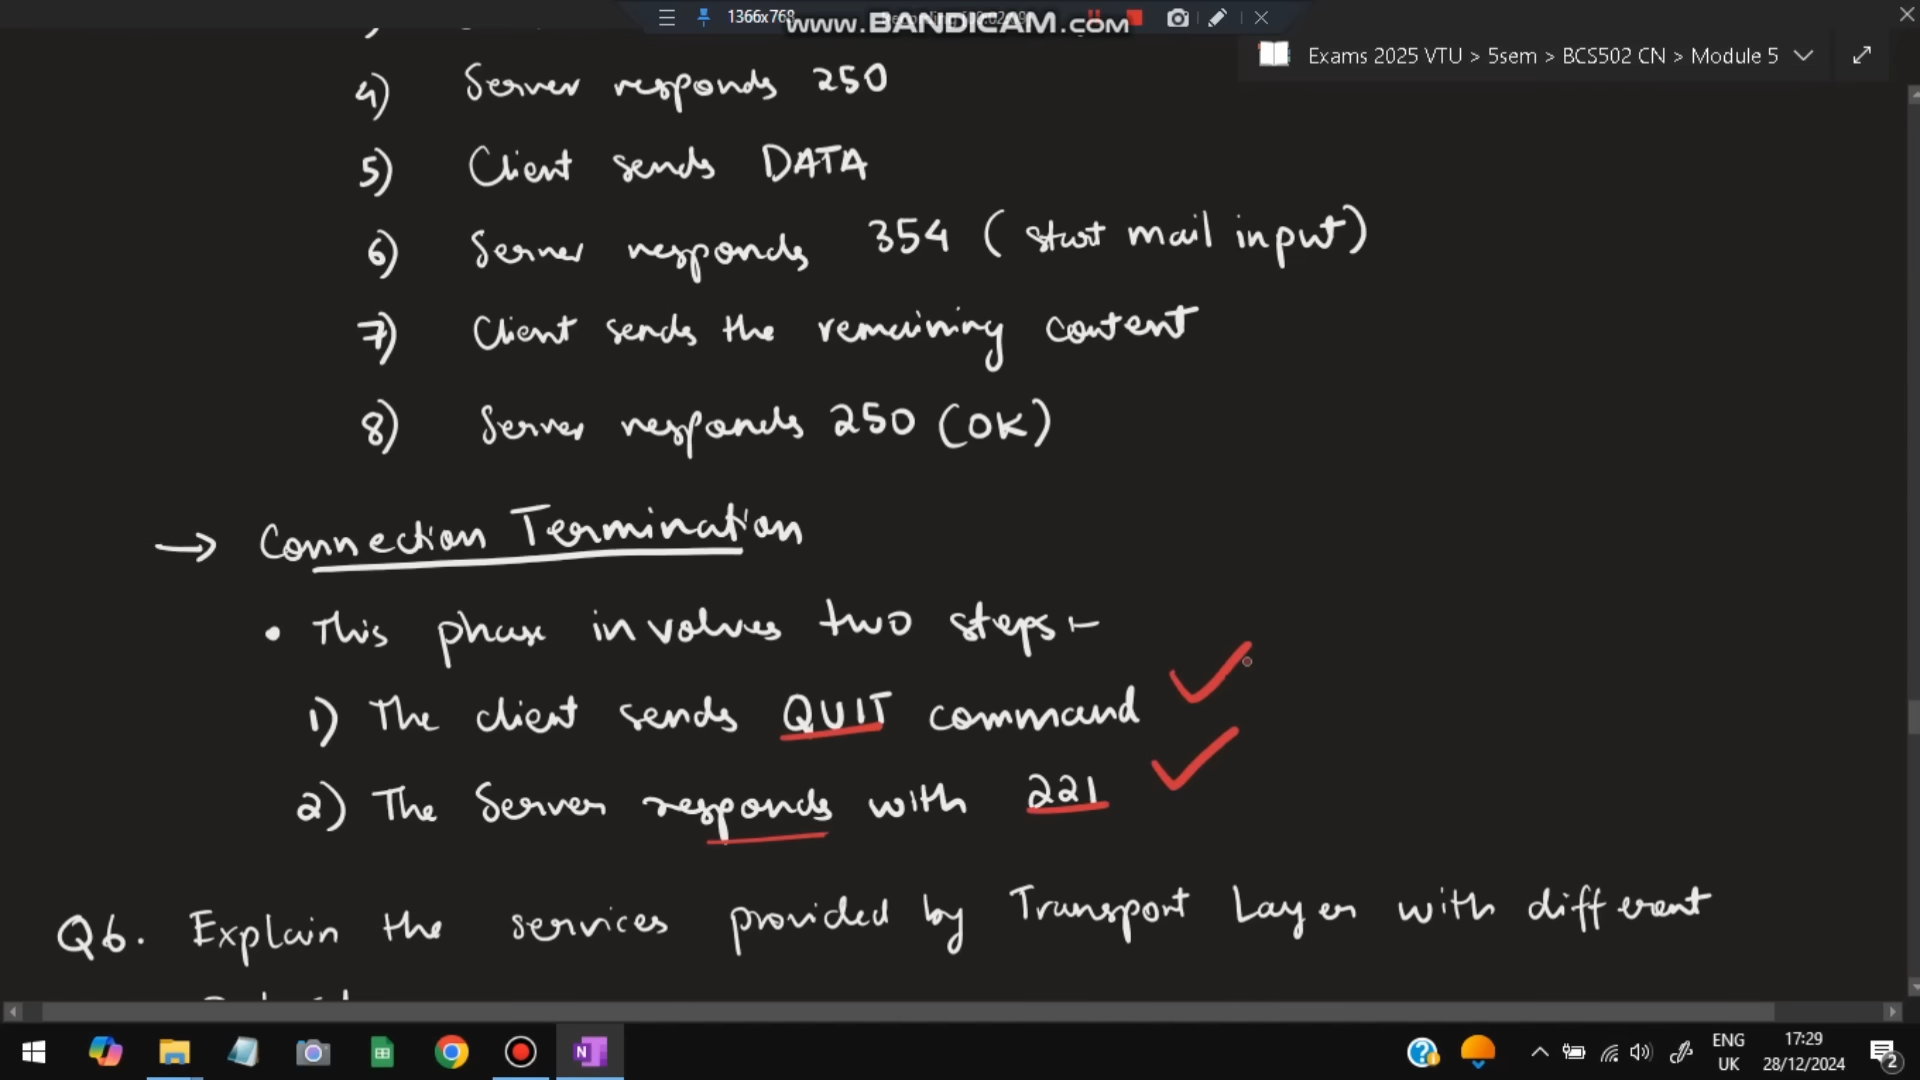 1366x768
www.BANDICAM.com
Exams 2025 VTU > 5sem > BCS502 CN > Module 5
4) Server responds 250
5) Client sends DATA
6) Server responds 354 (start mail input)
7) Client sends the remaining content
8) Server responds 250 (OK)
→ Connection Termination
• This phase involves two steps:-
1) The client sends QUIT command
2) The Server responds with 221
Q6. Explain the services provided by Transport Layer with different
ENG
UK
17:29
28/12/2024
2